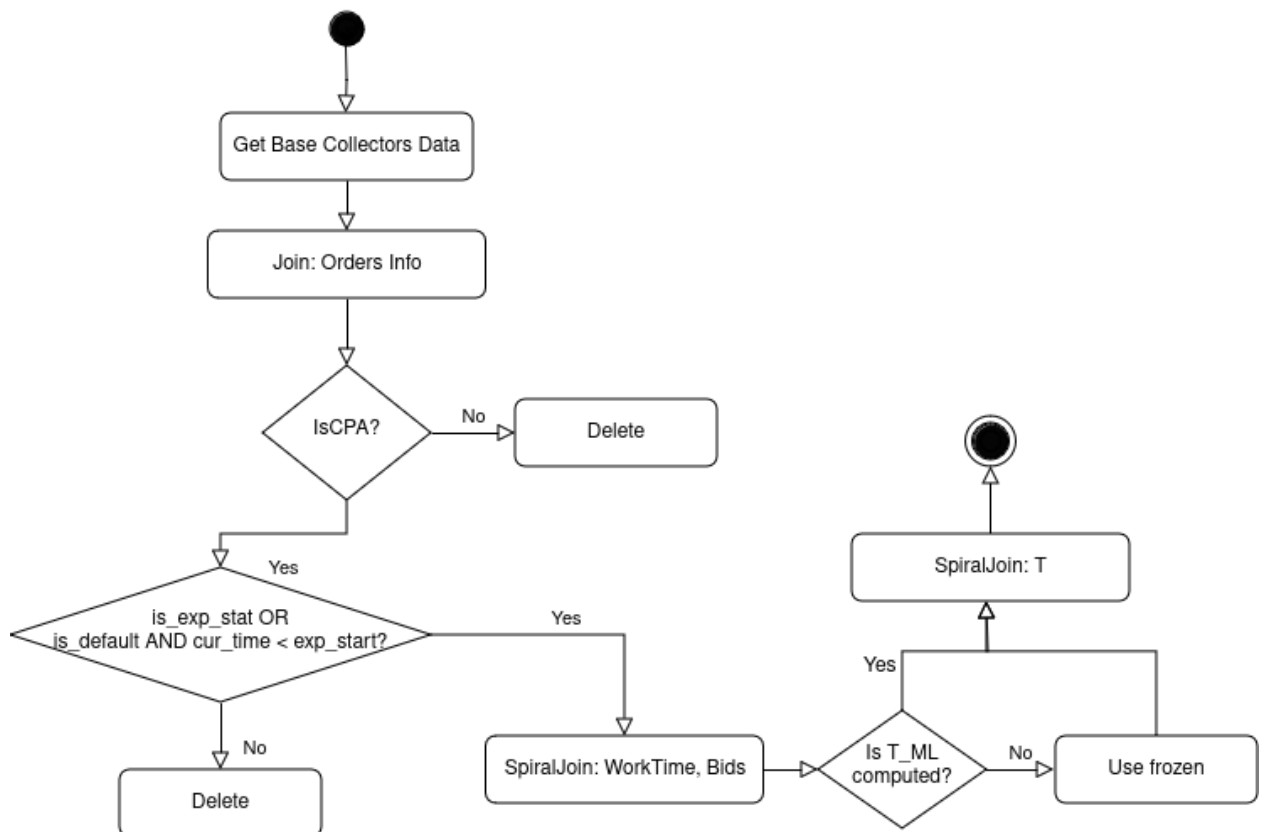 Get Base Collectors Data
Join: Orders Info
IsCPA?
No
Delete
Yes
is_exp_stat OR
is_default AND cur_time < exp_start?
Yes
No
Delete
SpiralJoin: WorkTime, Bids
Is T_ML
computed?
No
Use frozen
Yes
SpiralJoin: T